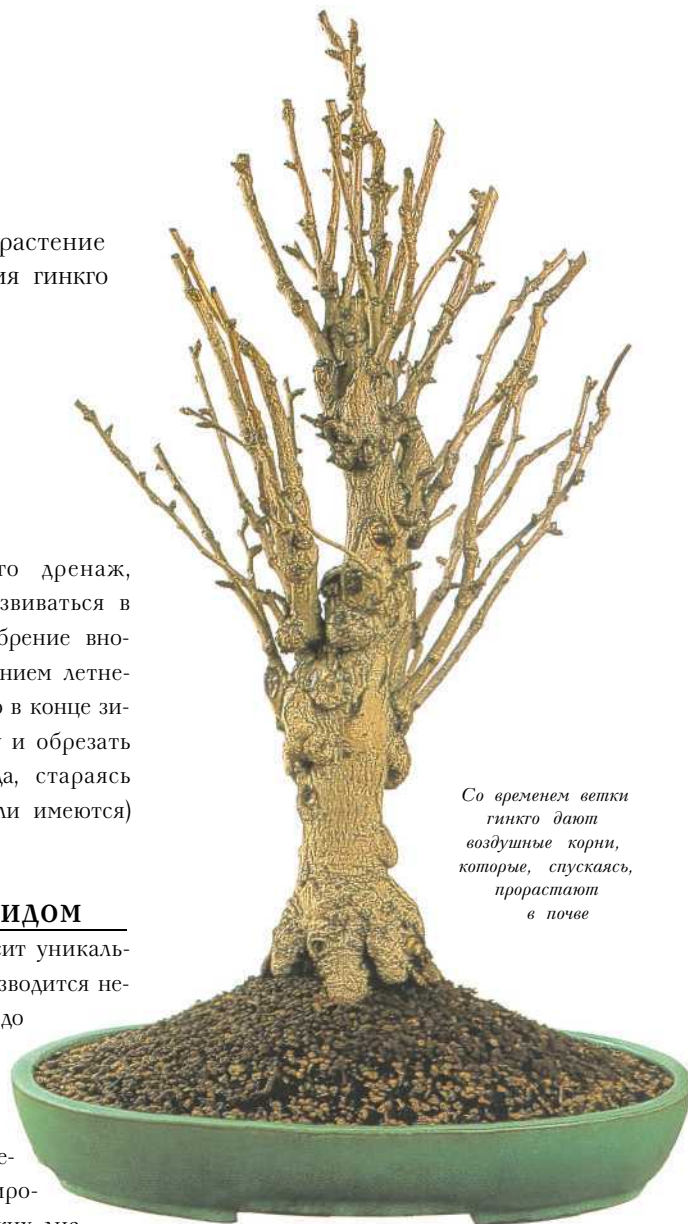 растение
ия гинкго
го дренаж,
звиваться в
брение вно-
нием летне-
о в конце зи-
и обрезать
да, стараясь
ли имеются)
Со временем ветки
гинкго дают
воздушные корни,
которые, спускаясь,
прорастают
в почве
ИДОМ
сит уникаль-
зводится не-
до
е-
иро-